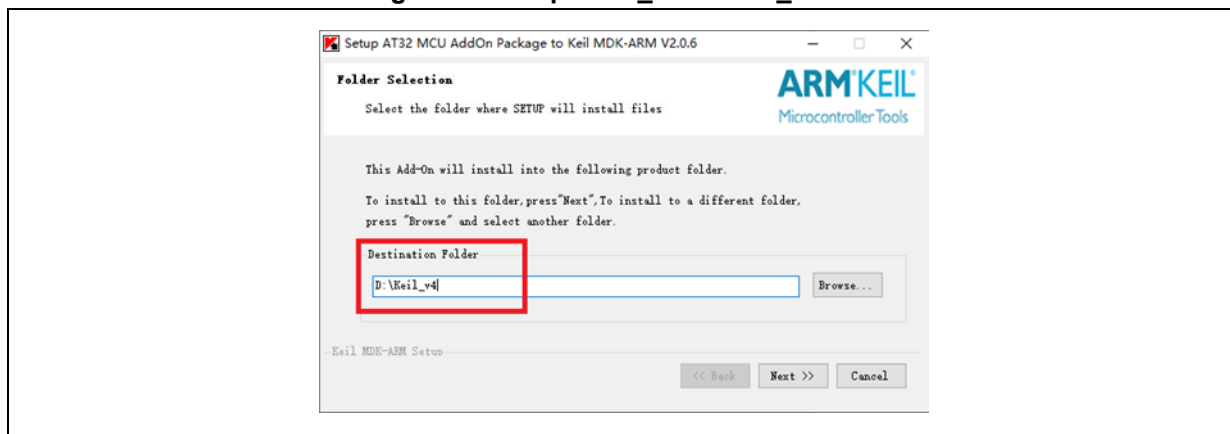 Setup AT32 MCU AddOn Package to Keil MDK-ARM V2.0.6
Folder Selection
Select the folder where SETUP will install files
ARM®KEIL®
Microcontroller Tools
This Add-On will install into the following product folder.
To install to this folder,press"Next",To install to a different folder,
press "Browse" and select another folder.
Destination Folder
D:\Keil_v4
Browse...
Keil MDK-ARM Setup
<< Back
Next >>
Cancel